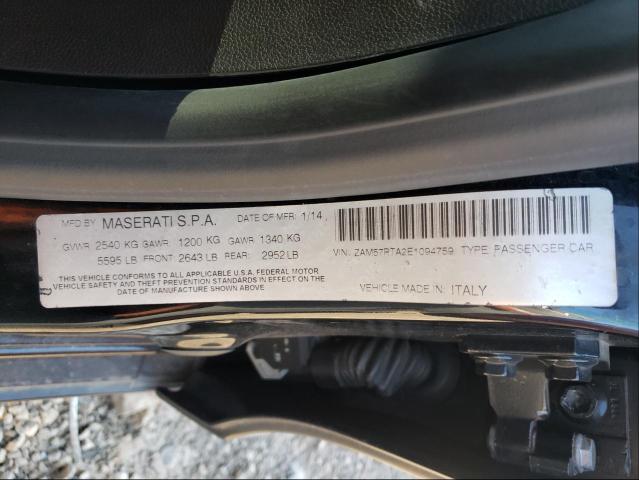 MFD BY MASERATI S.P.A. DATE OF MFR: 1/14
GVWR: 2540 KG GAWR: 1200 KG GAWR: 1340 KG
5595 LB FRONT: 2643 LB REAR: 2952 LB
THIS VEHICLE CONFORMS TO ALL APPLICABLE U.S.A. FEDERAL MOTOR
VEHICLE SAFETY AND THEFT PREVENTION STANDARDS IN EFFECT ON THE
DATE OF MANUFACTURE SHOWN ABOVE
VIN: ZAM57RTA2E1094759 TYPE: PASSENGER CAR
VEHICLE MADE IN: ITALY